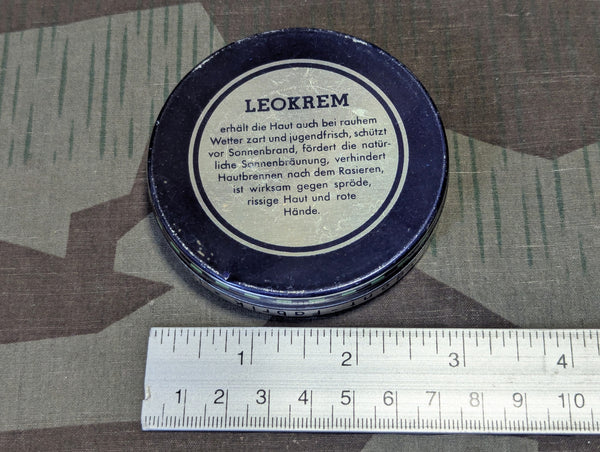 LEOKREM
erhält die Haut auch bei rauhem
Wetter zart und jugendfrisch, schützt
vor Sonnenbrand, fördert die natür-
liche Sonnenbräunung, verhindert
Hautbrennen nach dem Rasieren,
ist wirksam gegen spröde,
rissige Haut und rote
Hände.
1 2 3 4
1 2 3 4 5 6 7 8 9 10